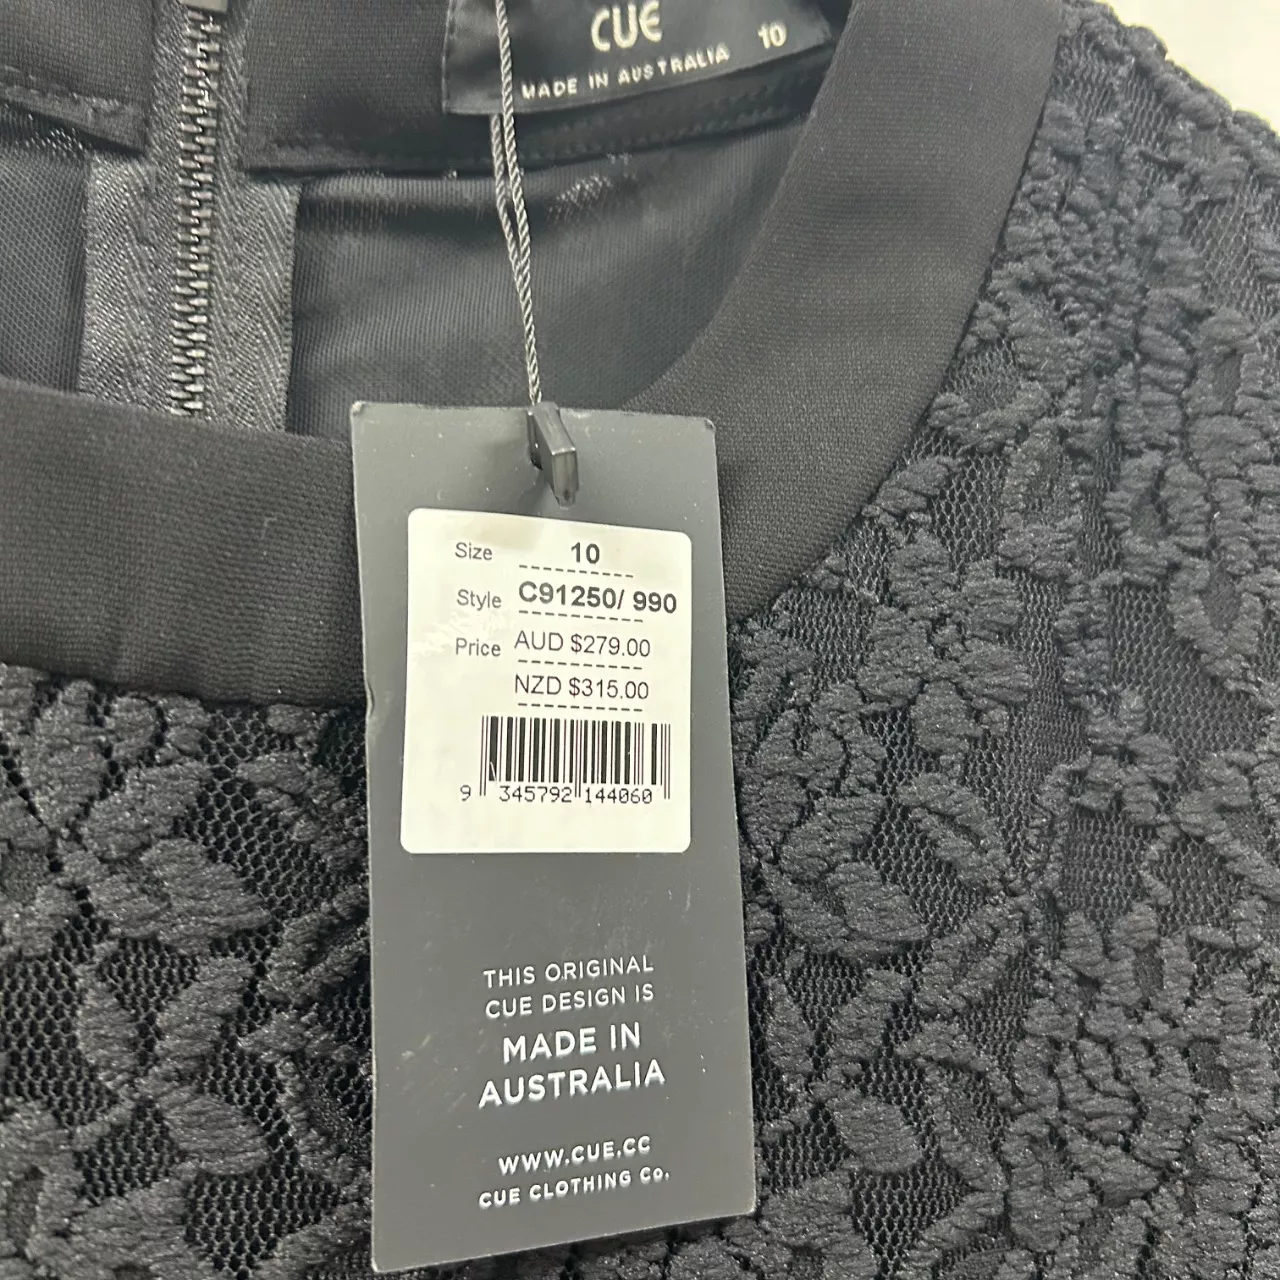 CUE
MADE IN AUSTRALIA 10
Size 10
Style C91250/ 990
Price AUD $279.00
NZD $315.00
9 345792 144060
THIS ORIGINAL
CUE DESIGN IS
MADE IN
AUSTRALIA
WWW.CUE.CC
CUE CLOTHING Co.